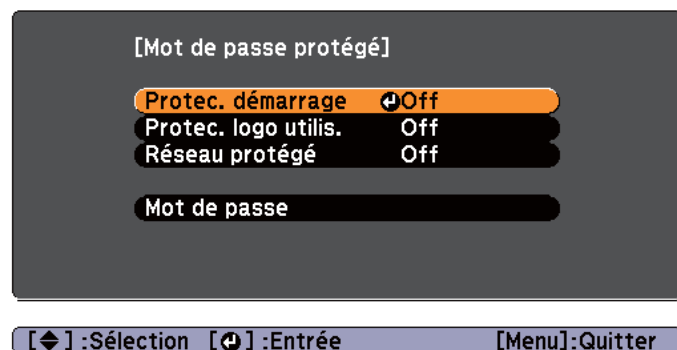 [Mot de passe protégé]
Protec. démarrage Off
Protec. logo utilis. Off
Réseau protégé Off
Mot de passe
[ ] :Sélection [ ] :Entrée [Menu]:Quitter